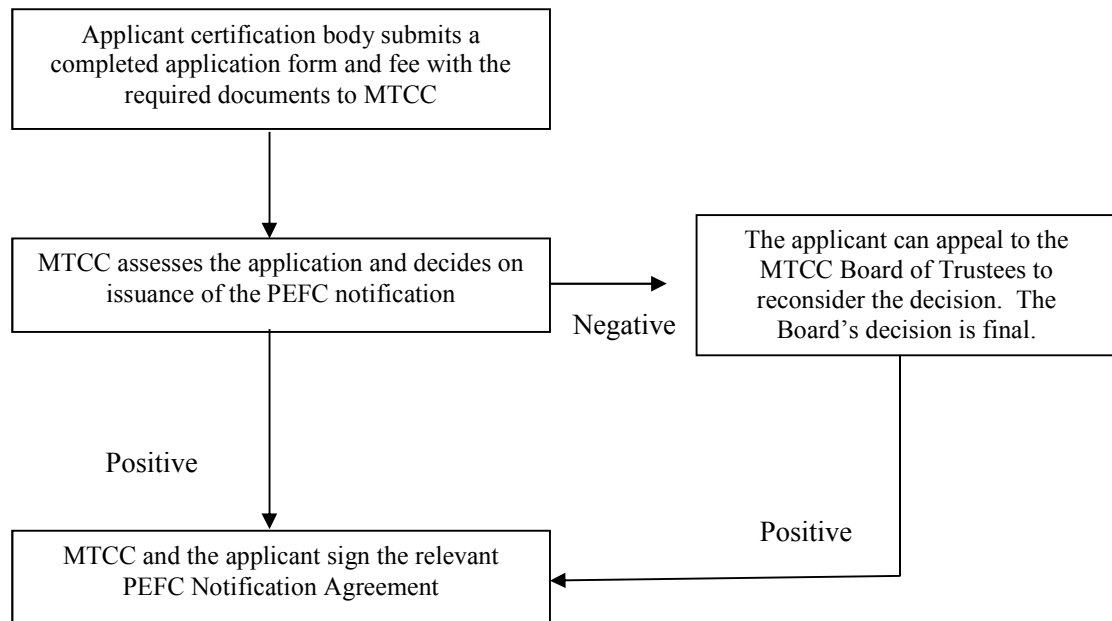 Applicant certification body submits a
completed application form and fee with the
required documents to MTCC
MTCC assesses the application and decides on
issuance of the PEFC notification
Negative
The applicant can appeal to the
MTCC Board of Trustees to
reconsider the decision.  The
Board’s decision is final.
Positive
Positive
MTCC and the applicant sign the relevant
PEFC Notification Agreement